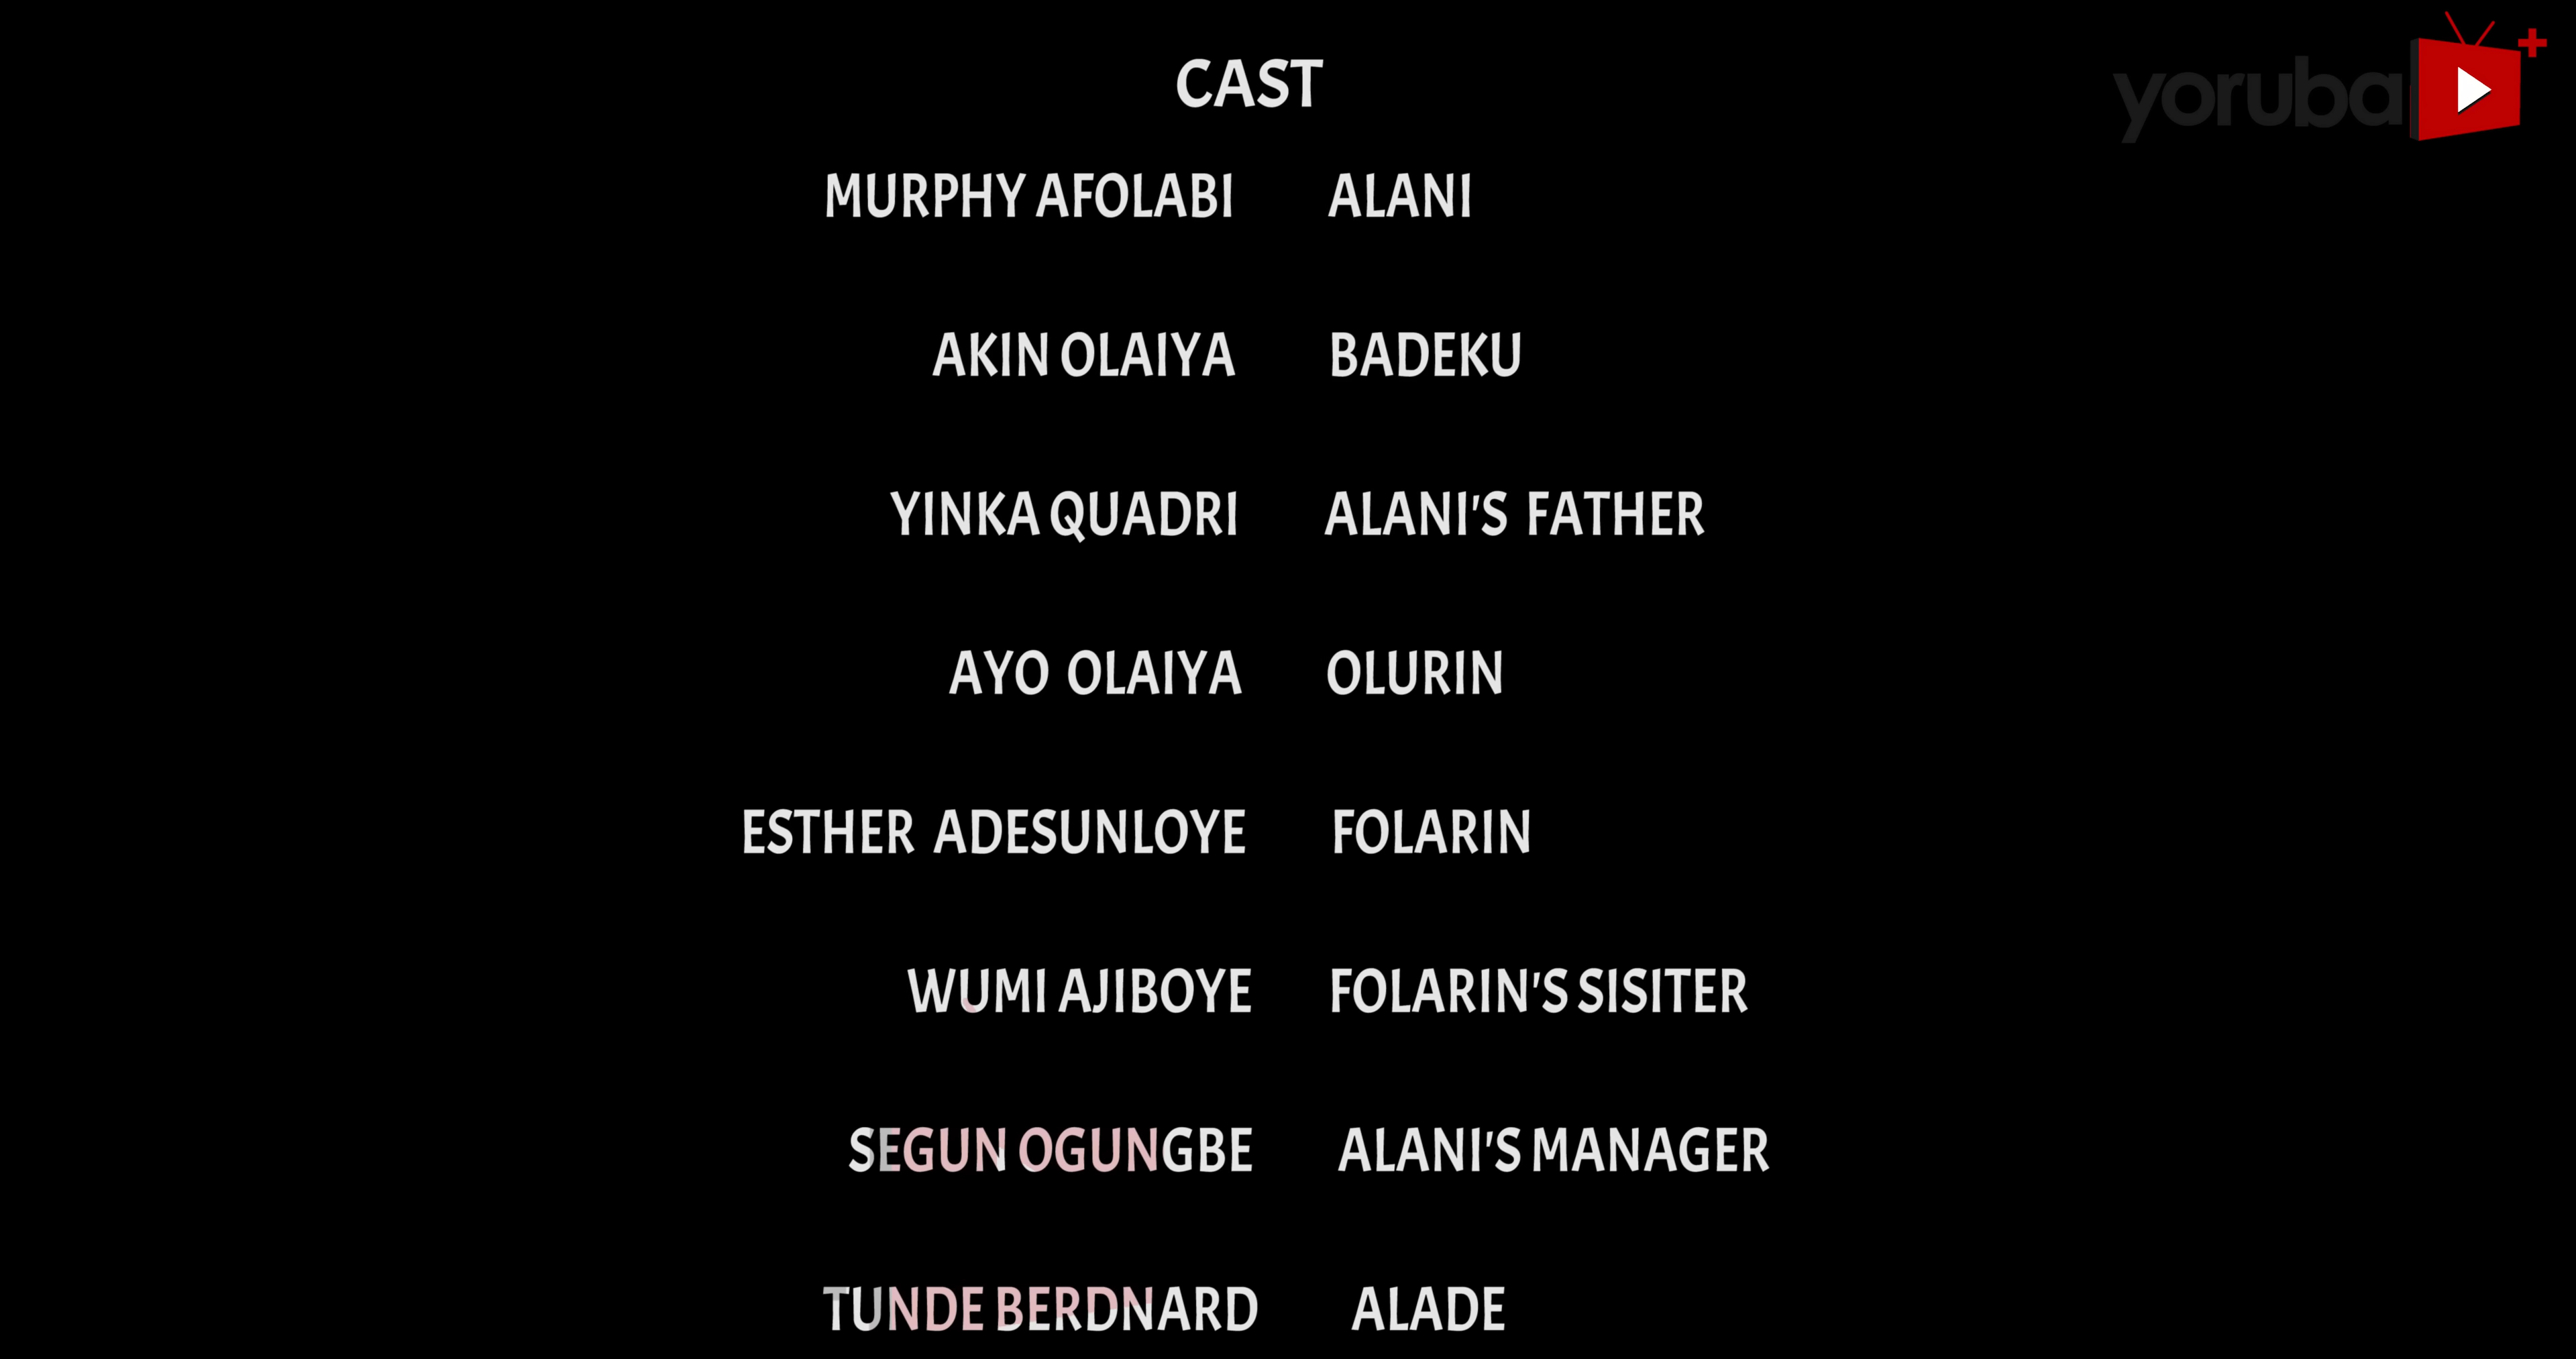 yoruba
CAST
MURPHY AFOLABI ALANI
AKIN OLAIYA BADEKU
YINKA QUADRI ALANI'S FATHER
AYO OLAIYA OLURIN
ESTHER ADESUNLOYE FOLARIN
WUMI AJIBOYE FOLARIN'S SISITER
SEGUN OGUNGBE ALANI'S MANAGER
TUNDE BERDNARD ALADE